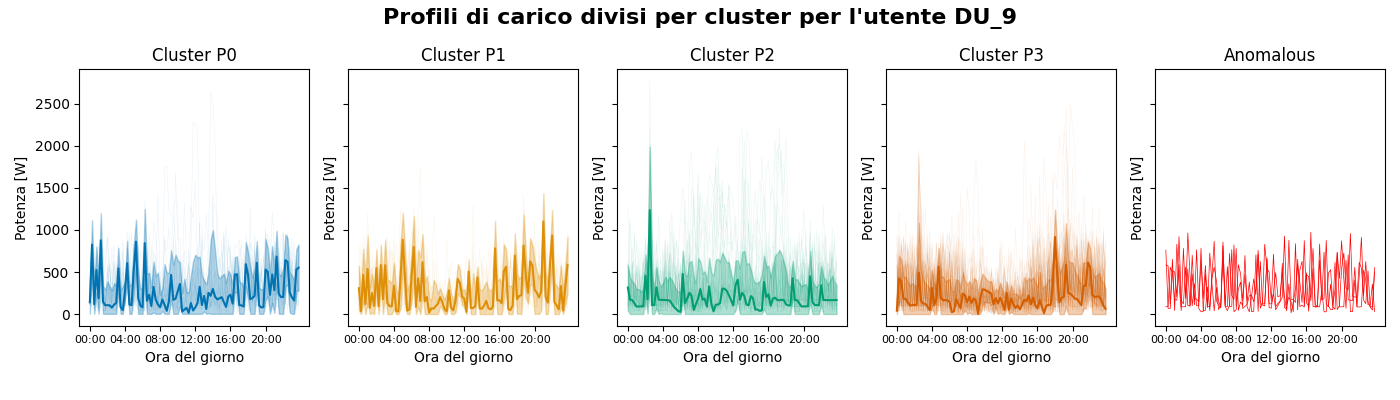 Profili di carico divisi per cluster per l'utente DU_9
Cluster P0
Cluster P1
Cluster P2
Cluster P3
Anomalous
Potenza [W]
2500
2000
1500
1000
500
0
00:00 04:00 08:00 12:00 16:00 20:00
Ora del giorno
Potenza [W]
00:00 04:00 08:00 12:00 16:00 20:00
Ora del giorno
Potenza [W]
00:00 04:00 08:00 12:00 16:00 20:00
Ora del giorno
Potenza [W]
00:00 04:00 08:00 12:00 16:00 20:00
Ora del giorno
Potenza [W]
00:00 04:00 08:00 12:00 16:00 20:00
Ora del giorno